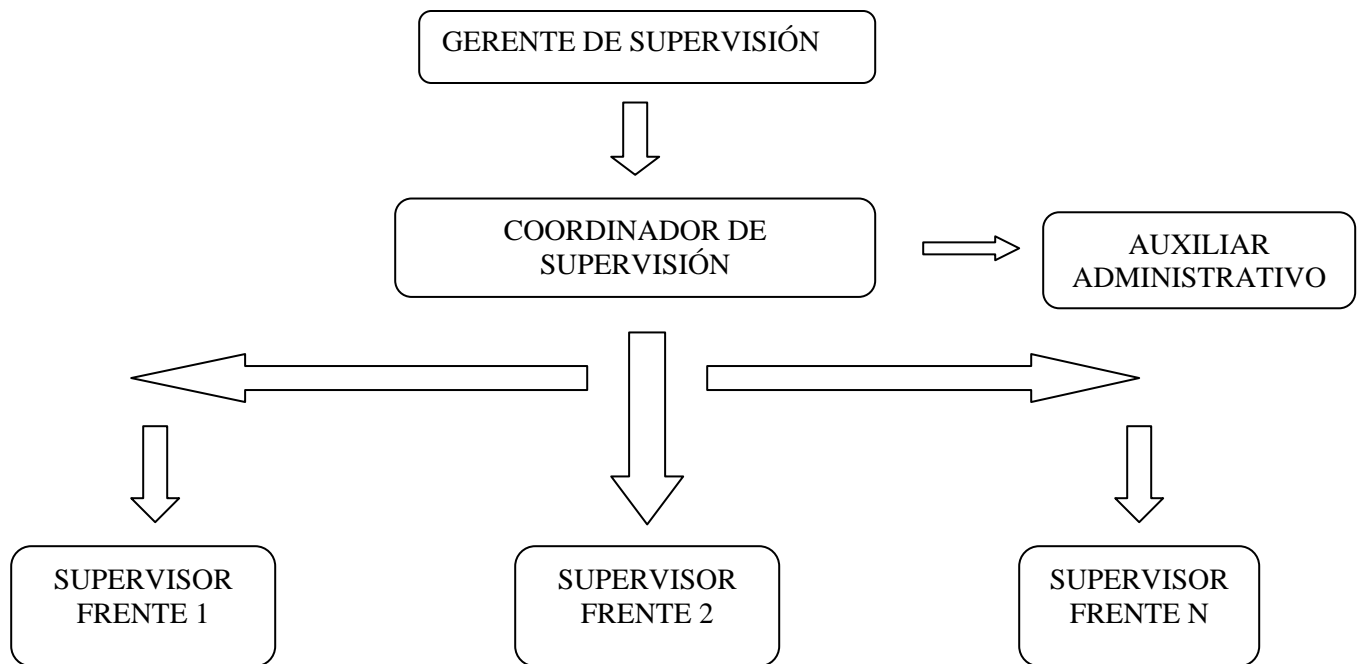 GERENTE DE SUPERVISIÓN
COORDINADOR DE
SUPERVISIÓN
AUXILIAR
ADMINISTRATIVO
SUPERVISOR
FRENTE 1
SUPERVISOR
FRENTE 2
SUPERVISOR
FRENTE N